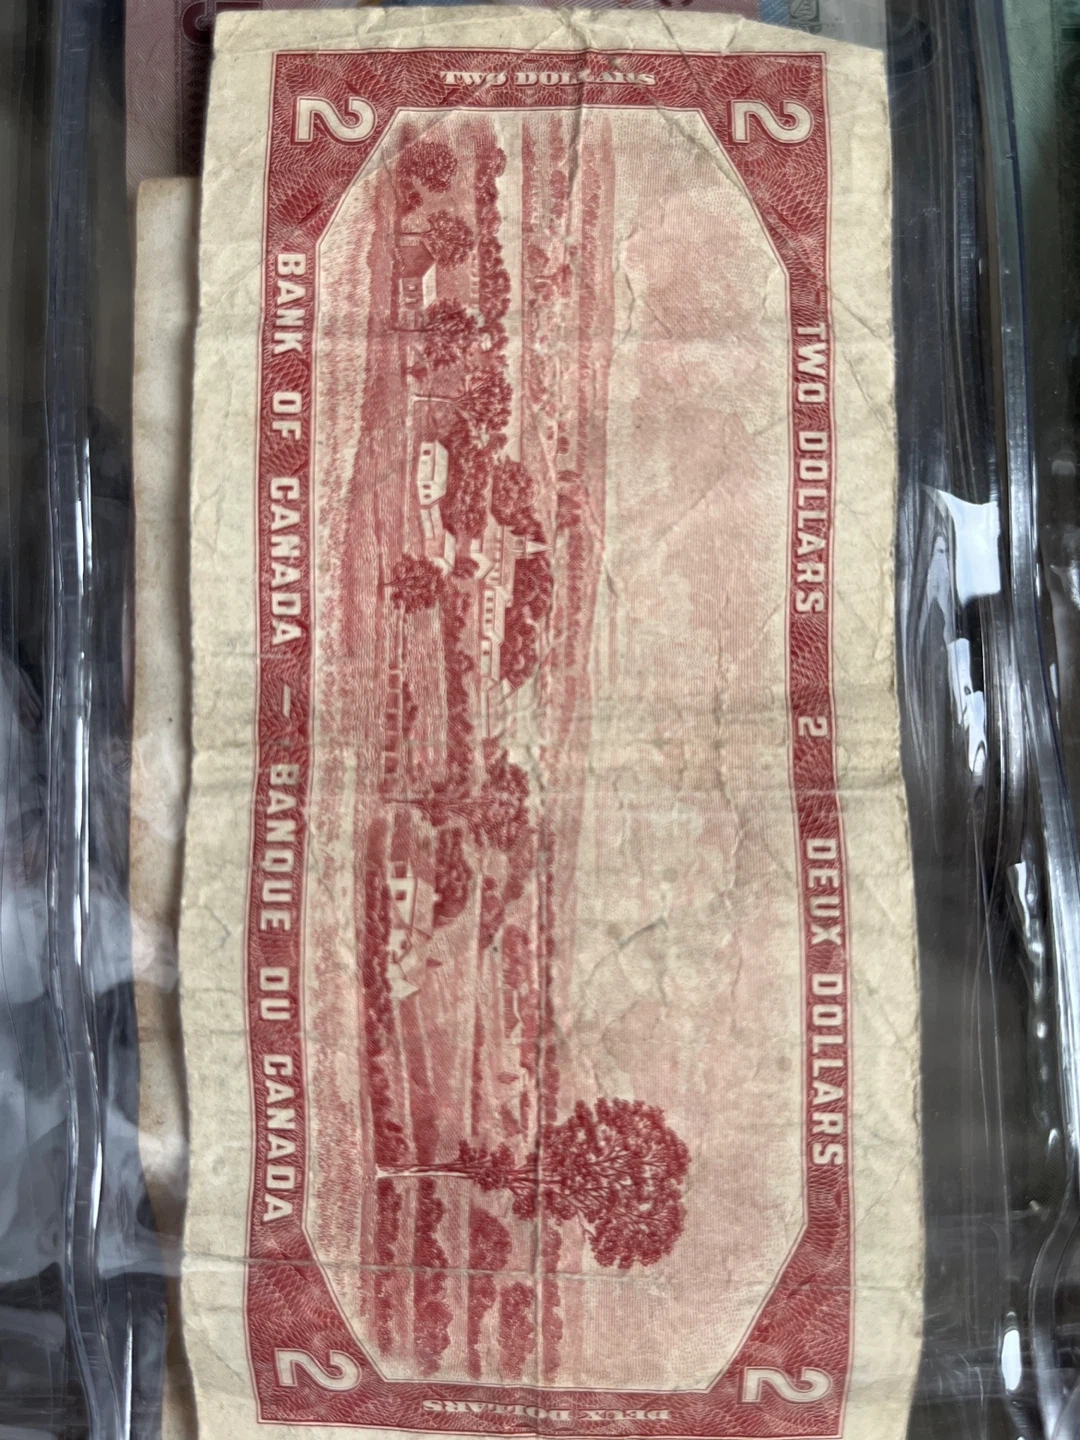 2 TWO DOLLARS 2 DEUX DOLLARS 2
TWO DOLLARS
DEUX DOLLARS
2 BANK OF CANADA – BANQUE DU CANADA 2